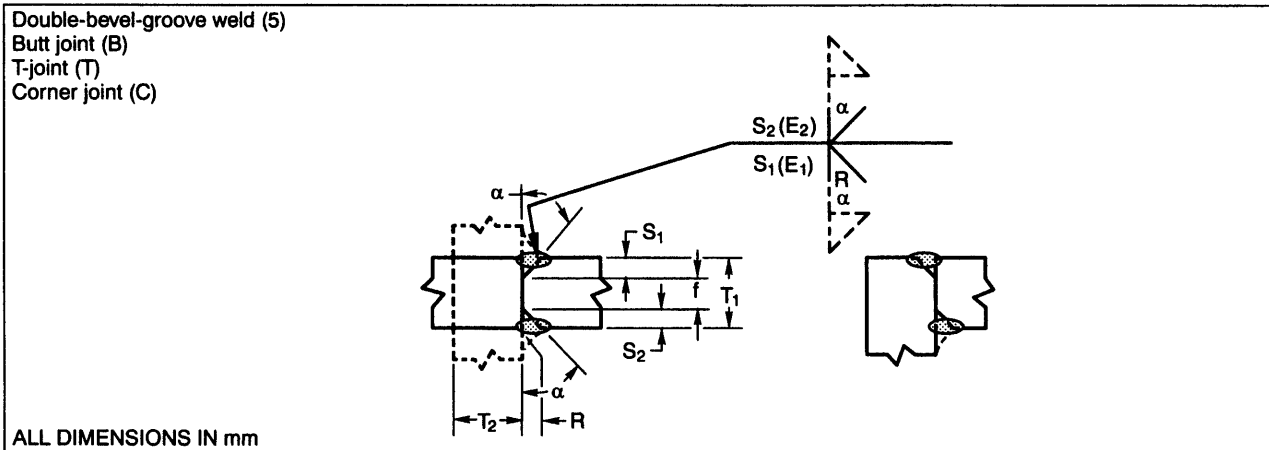 Double-bevel-groove weld (5)
Butt joint (B)
T-joint (T)
Corner joint (C)
α
S₂(E₂)
S₁(E₁)
R
α
α
S₁
f
T₁
S₂
α
T₂
R
ALL DIMENSIONS IN mm